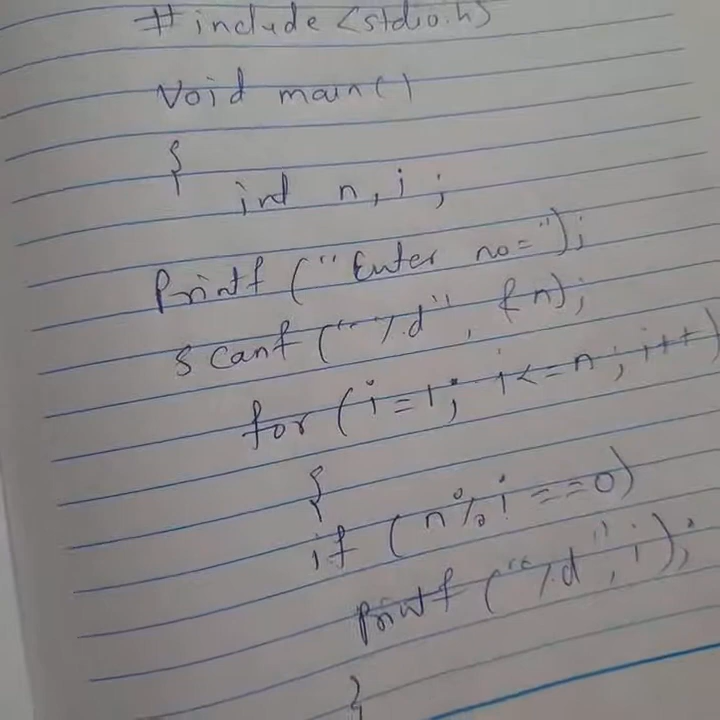 #include <stdio.h>
void main()
{
int n, i ;
Printf ("Enter no=");
scanf ("%d", &n);
for (i=1; i<=n; i++)
{
if (n%i==0)
Printf ("%d", i);
}